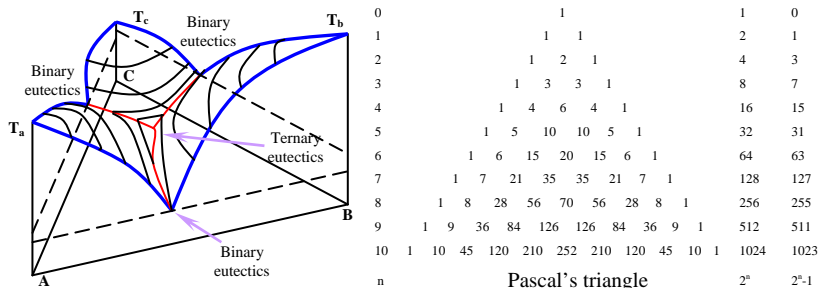 Tc
Binary
eutectics
Tb
Binary
eutectics
C
Ta
Ternary
eutectics
B
Binary
eutectics
A
0 1 1 0
1 1 1 2 1
2 1 2 1 4 3
3 1 3 3 1 8 7
4 1 4 6 4 1 16 15
5 1 5 10 10 5 1 32 31
6 1 6 15 20 15 6 1 64 63
7 1 7 21 35 35 21 7 1 128 127
8 1 8 28 56 70 56 28 8 1 256 255
9 1 9 36 84 126 126 84 36 9 1 512 511
10 1 10 45 120 210 252 210 120 45 10 1 1024 1023
n Pascal's triangle 2ⁿ 2ⁿ-1